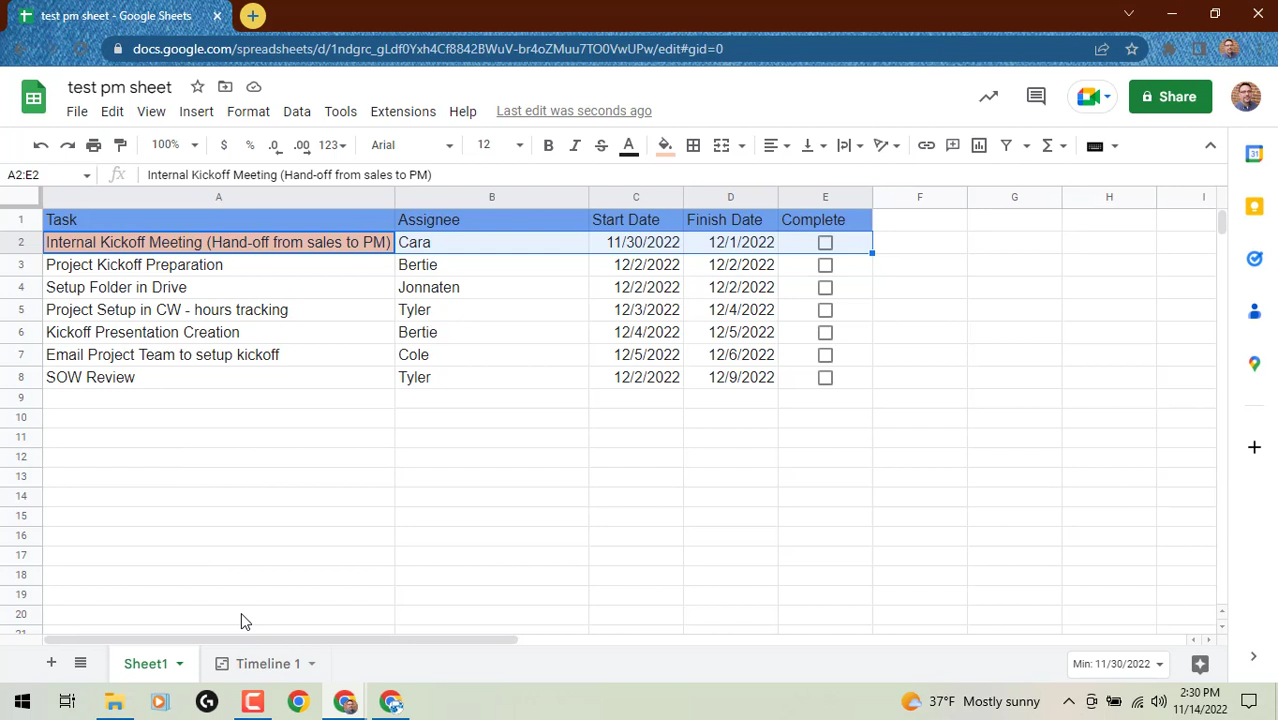 test pm sheet - Google Sheets
docs.google.com/spreadsheets/d/1ndgrc_gLdf0Yxh4Cf8842BWuV-br4oZMuu7TO0VwUPw/edit#gid=0
test pm sheet
File Edit View Insert Format Data Tools Extensions Help Last edit was seconds ago
Share
100% $ % .0 .00 123 Arial 12 B I S A
A2:E2 fx Internal Kickoff Meeting (Hand-off from sales to PM)
A B C D E F G H I
1 Task Assignee Start Date Finish Date Complete
2 Internal Kickoff Meeting (Hand-off from sales to PM) Cara 11/30/2022 12/1/2022
3 Project Kickoff Preparation Bertie 12/2/2022 12/2/2022
4 Setup Folder in Drive Jonnaten 12/2/2022 12/2/2022
5 Project Setup in CW - hours tracking Tyler 12/3/2022 12/4/2022
6 Kickoff Presentation Creation Bertie 12/4/2022 12/5/2022
7 Email Project Team to setup kickoff Cole 12/5/2022 12/6/2022
8 SOW Review Tyler 12/2/2022 12/9/2022
9
10
11
12
13
14
15
16
17
18
19
20
21
Sheet1 Timeline 1 Min: 11/30/2022
37°F Mostly sunny
2:30 PM
11/14/2022
31